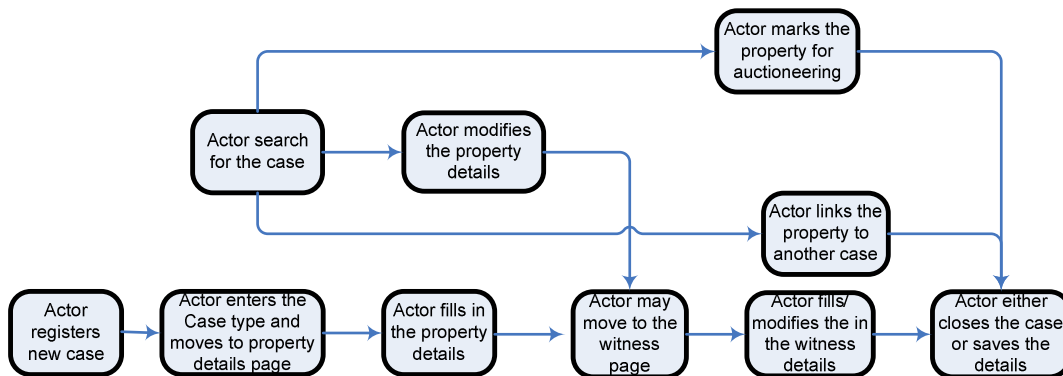 Actor marks the
property for
auctioneering
Actor search
for the case
Actor modifies
the property
details
Actor links the
property to
another case
Actor
registers
new case
Actor enters the
Case type and
moves to property
details page
Actor fills in
the property
details
Actor may
move to the
witness
page
Actor fills/
modifies the in
the witness
details
Actor either
closes the case
or saves the
details